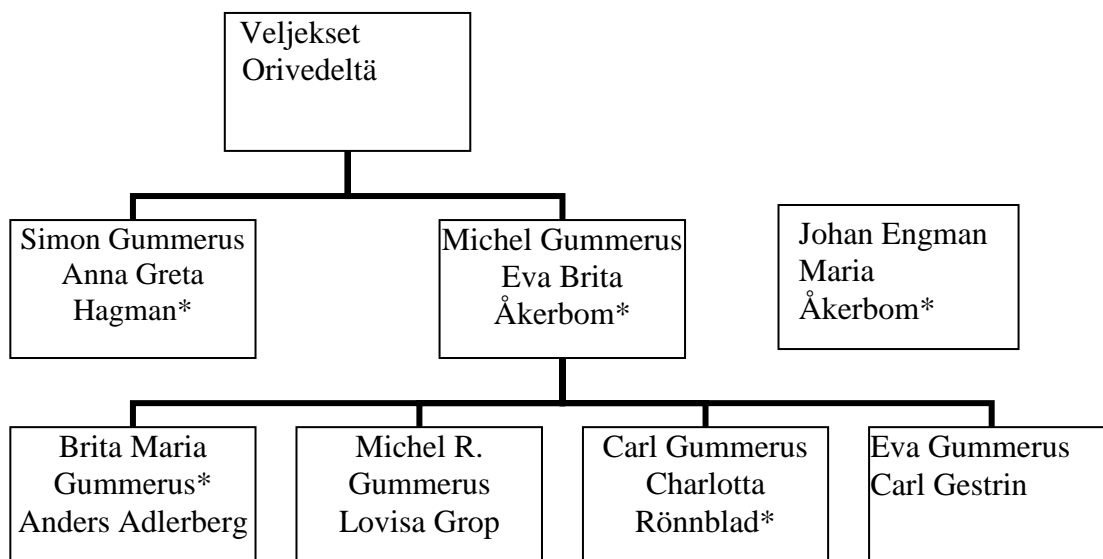 Veljekset
Orivedeltä
Simon Gummerus
Anna Greta
Hagman*
Michel Gummerus
Eva Brita
Åkerbom*
Johan Engman
Maria
Åkerbom*
Brita Maria
Gummerus*
Anders Adlerberg
Michel R.
Gummerus
Lovisa Grop
Carl Gummerus
Charlotta
Rönnblad*
Eva Gummerus
Carl Gestrin